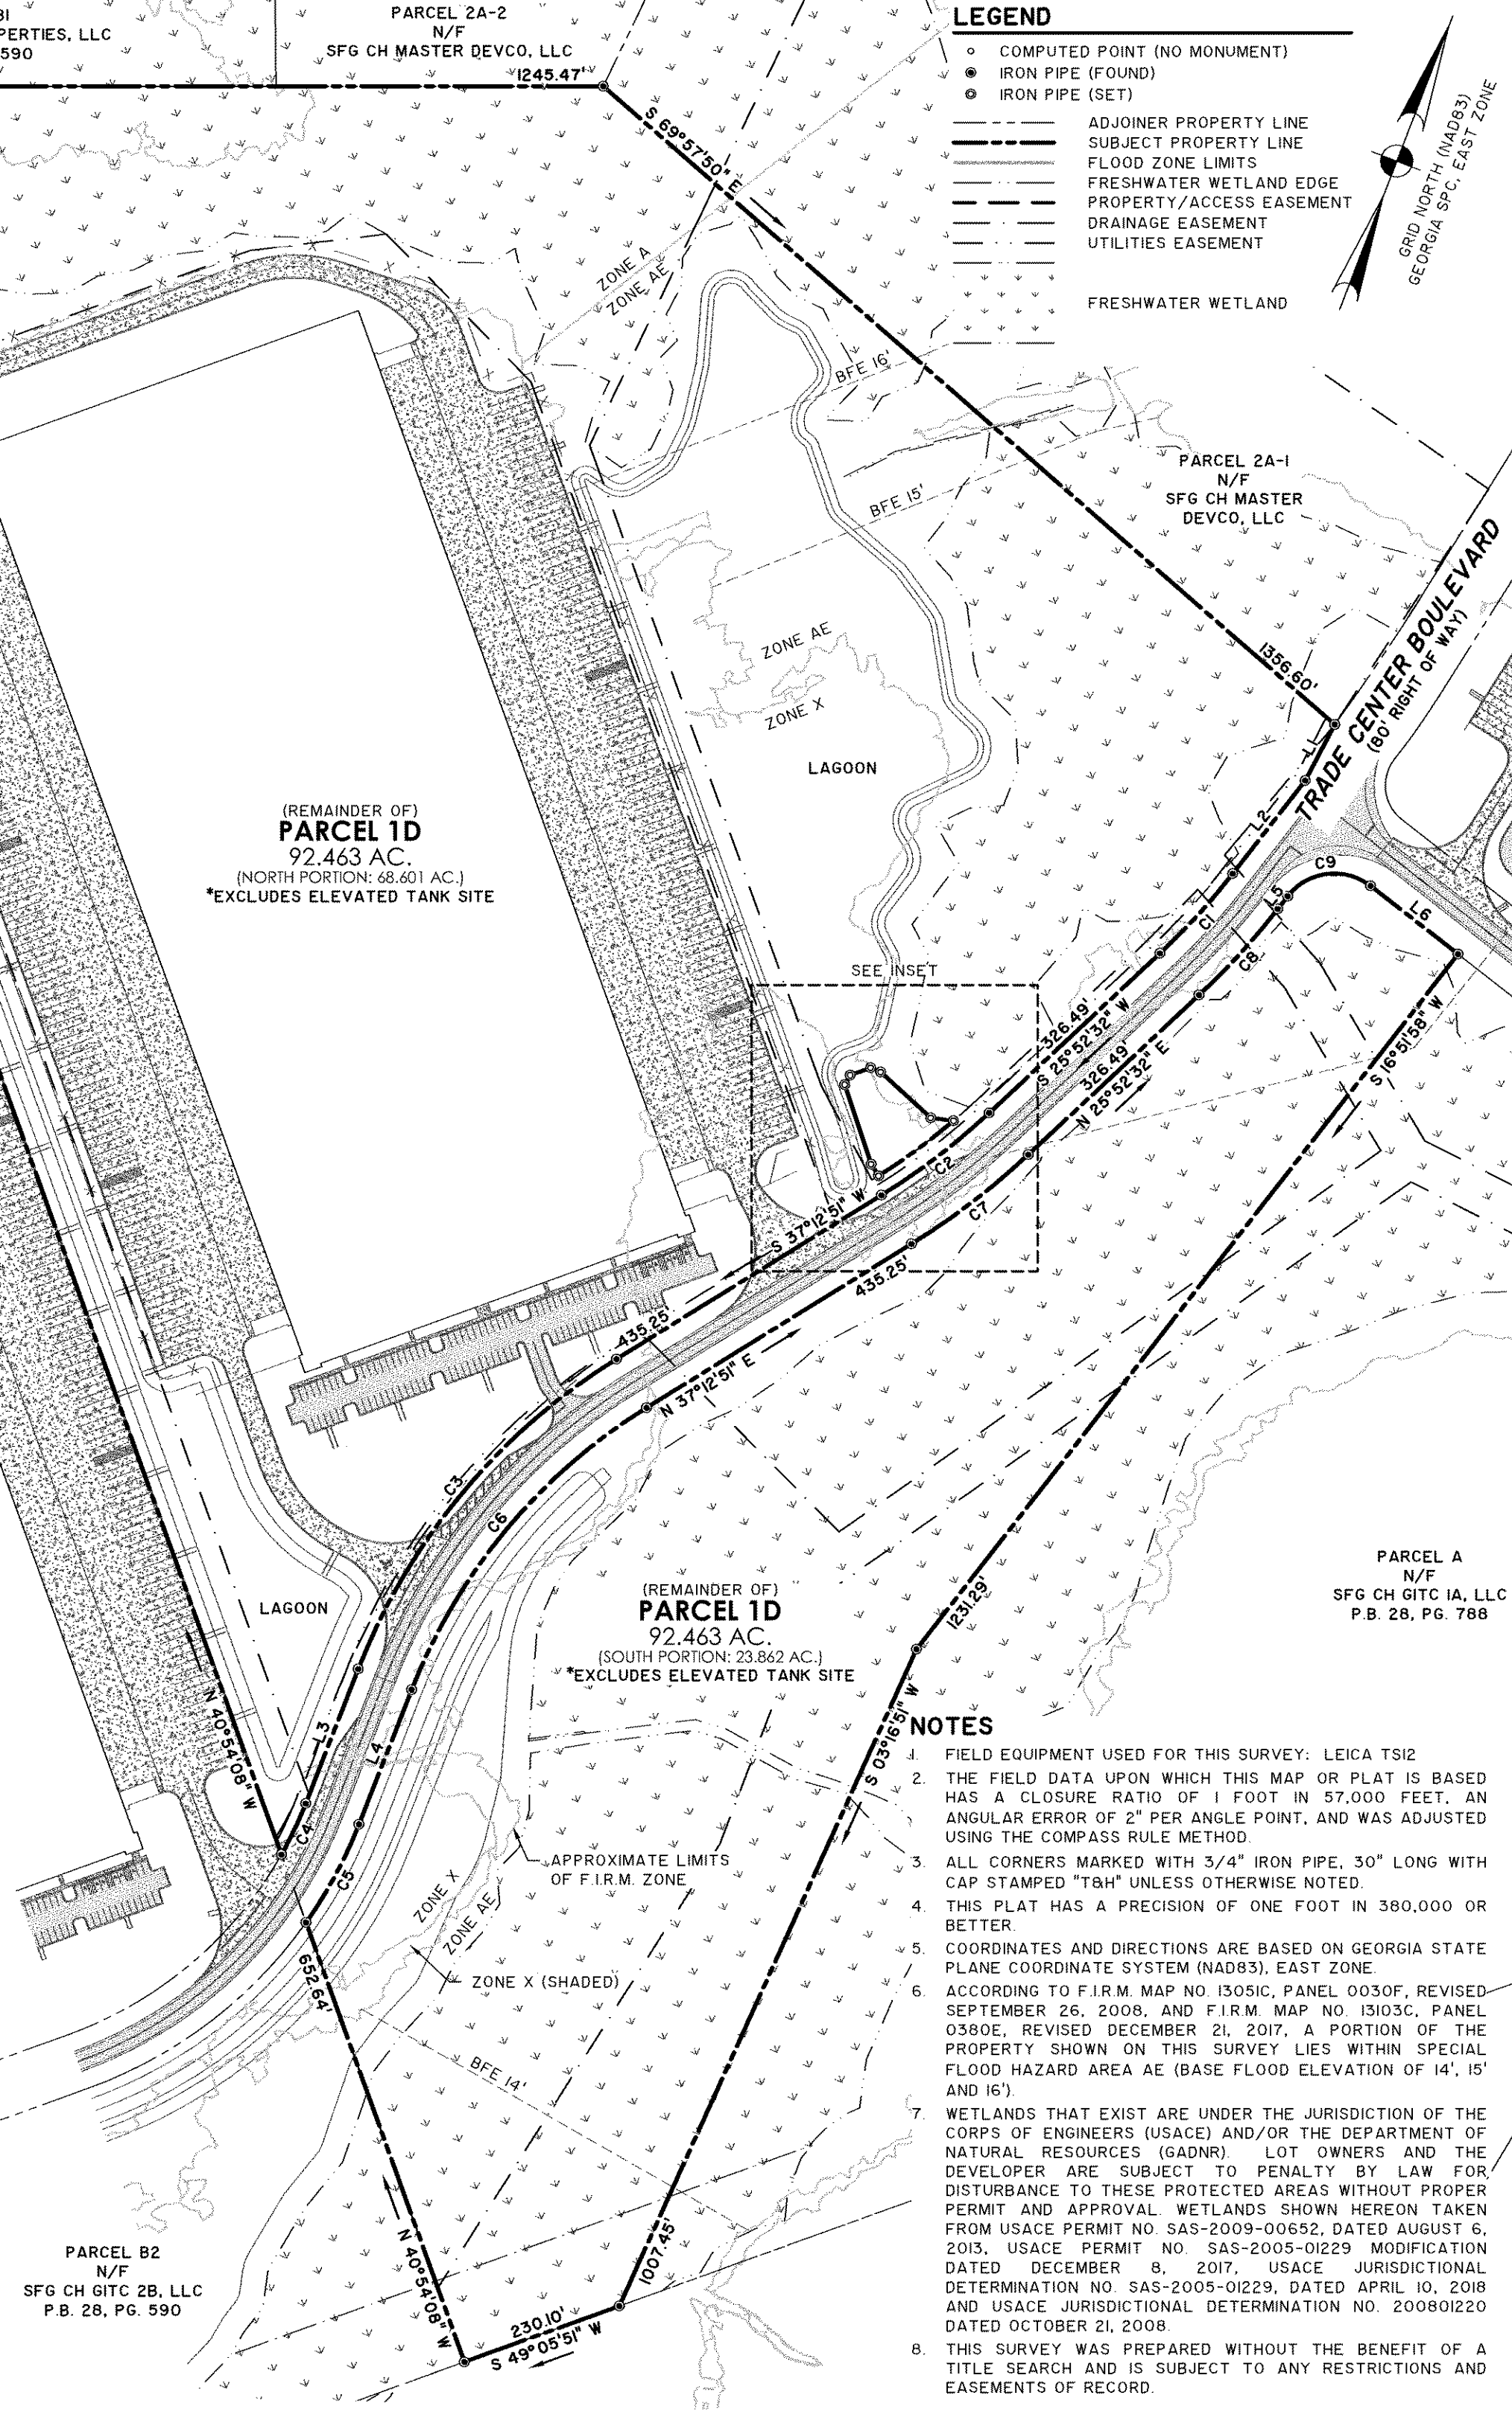 31
PERTIES, LLC
590
PARCEL 2A-2
N/F
SFG CH MASTER DEVCO, LLC
1245.47'
S 69°57'50" E
LEGEND
COMPUTED POINT (NO MONUMENT)
IRON PIPE (FOUND)
IRON PIPE (SET)
ADJOINER PROPERTY LINE
SUBJECT PROPERTY LINE
FLOOD ZONE LIMITS
FRESHWATER WETLAND EDGE
PROPERTY/ACCESS EASEMENT
DRAINAGE EASEMENT
UTILITIES EASEMENT
FRESHWATER WETLAND
GRID NORTH (NAD83)
GEORGIA SPC, EAST ZONE
ZONE A
ZONE AE
BFE 16'
BFE 15'
PARCEL 2A-1
N/F
SFG CH MASTER
DEVCO, LLC
1356.60'
TRADE CENTER BOULEVARD
(80' RIGHT OF WAY)
ZONE AE
ZONE X
LAGOON
(REMAINDER OF)
PARCEL 1D
92.463 AC.
(NORTH PORTION: 68.601 AC.)
*EXCLUDES ELEVATED TANK SITE
L1
L2
C1
C9
L5
L6
C8
SEE INSET
326.49'
S 25°52'32" W
326.49'
N 25°52'32" E
S 16°51'58" W
C2
C7
S 37°12'51" W
435.25'
435.25'
N 37°12'51" E
C3
C6
LAGOON
(REMAINDER OF)
PARCEL 1D
92.463 AC.
(SOUTH PORTION: 23.862 AC.)
*EXCLUDES ELEVATED TANK SITE
1231.29'
PARCEL A
N/F
SFG CH GITC 1A, LLC
P.B. 28, PG. 788
N 40°54'08" W
L3
L4
C4
C5
S 03°16'51" W
APPROXIMATE LIMITS
OF F.I.R.M. ZONE
ZONE X
ZONE AE
ZONE X (SHADED)
652.64'
BFE 14'
N 40°54'08" W
1007.45'
230.10'
S 49°05'51" W
PARCEL B2
N/F
SFG CH GITC 2B, LLC
P.B. 28, PG. 590
NOTES
1. FIELD EQUIPMENT USED FOR THIS SURVEY: LEICA TS12
2. THE FIELD DATA UPON WHICH THIS MAP OR PLAT IS BASED
HAS A CLOSURE RATIO OF 1 FOOT IN 57,000 FEET, AN
ANGULAR ERROR OF 2" PER ANGLE POINT, AND WAS ADJUSTED
USING THE COMPASS RULE METHOD.
3. ALL CORNERS MARKED WITH 3/4" IRON PIPE, 30" LONG WITH
CAP STAMPED "T&H" UNLESS OTHERWISE NOTED.
4. THIS PLAT HAS A PRECISION OF ONE FOOT IN 380,000 OR
BETTER.
5. COORDINATES AND DIRECTIONS ARE BASED ON GEORGIA STATE
PLANE COORDINATE SYSTEM (NAD83), EAST ZONE.
6. ACCORDING TO F.I.R.M. MAP NO. 13051C, PANEL 0030F, REVISED
SEPTEMBER 26, 2008, AND F.I.R.M. MAP NO. 13103C, PANEL
0380E, REVISED DECEMBER 21, 2017, A PORTION OF THE
PROPERTY SHOWN ON THIS SURVEY LIES WITHIN SPECIAL
FLOOD HAZARD AREA AE (BASE FLOOD ELEVATION OF 14', 15'
AND 16').
7. WETLANDS THAT EXIST ARE UNDER THE JURISDICTION OF THE
CORPS OF ENGINEERS (USACE) AND/OR THE DEPARTMENT OF
NATURAL RESOURCES (GADNR). LOT OWNERS AND THE
DEVELOPER ARE SUBJECT TO PENALTY BY LAW FOR
DISTURBANCE TO THESE PROTECTED AREAS WITHOUT PROPER
PERMIT AND APPROVAL. WETLANDS SHOWN HEREON TAKEN
FROM USACE PERMIT NO. SAS-2009-00652, DATED AUGUST 6,
2013, USACE PERMIT NO. SAS-2005-01229 MODIFICATION
DATED DECEMBER 8, 2017, USACE JURISDICTIONAL
DETERMINATION NO. SAS-2005-01229, DATED APRIL 10, 2018
AND USACE JURISDICTIONAL DETERMINATION NO. 200801220
DATED OCTOBER 21, 2008.
8. THIS SURVEY WAS PREPARED WITHOUT THE BENEFIT OF A
TITLE SEARCH AND IS SUBJECT TO ANY RESTRICTIONS AND
EASEMENTS OF RECORD.